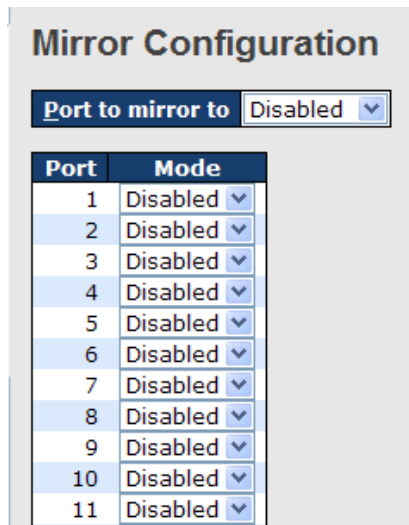 Mirror Configuration
Port to mirror to Disabled
Port Mode
1 Disabled
2 Disabled
3 Disabled
4 Disabled
5 Disabled
6 Disabled
7 Disabled
8 Disabled
9 Disabled
10 Disabled
11 Disabled